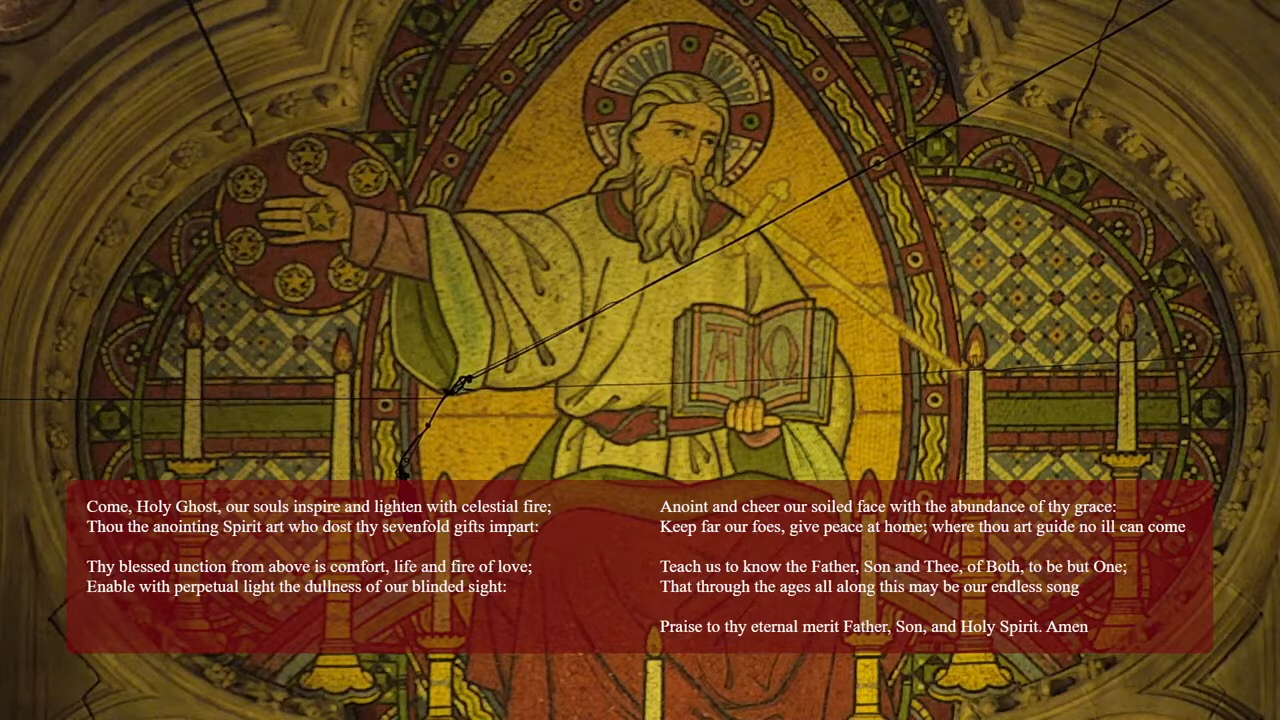 Α Ω
Come, Holy Ghost, our souls inspire and lighten with celestial fire;
Thou the anointing Spirit art who dost thy sevenfold gifts impart:
Thy blessed unction from above is comfort, life and fire of love;
Enable with perpetual light the dullness of our blinded sight:
Anoint and cheer our soiled face with the abundance of thy grace:
Keep far our foes, give peace at home; where thou art guide no ill can come
Teach us to know the Father, Son and Thee, of Both, to be but One;
That through the ages all along this may be our endless song
Praise to thy eternal merit Father, Son, and Holy Spirit. Amen